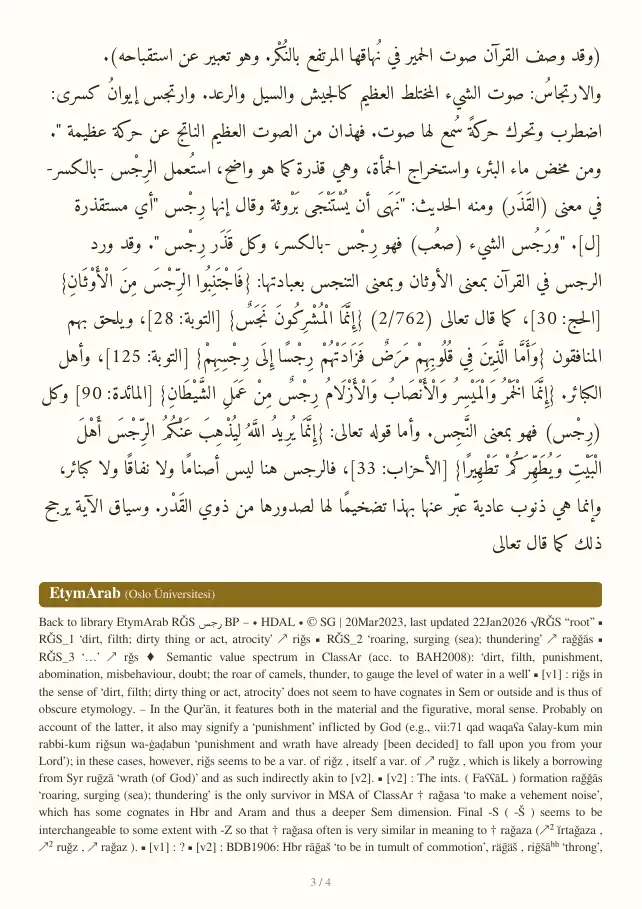 (وقد وصف القرآن صوت الحمير في نُهاقها المرتفع بالنُكْر. وهو تعبير عن استقباحه).
والارتجاسُ: صوت الشيء المختلط العظيم كالجيش والسيل والرعد. وارتجس إيوانُ كسرى:
اضطرب وتحرك حركةً سُمع لها صوت. فهذان من الصوت العظيم الناتج عن حركة عظيمة ".
ومن مخض ماء البئر، واستخراج الحمأة، وهي قذرة كما هو واضح، استُعمل الرِجْس -بالكسر-
في معنى (القَذَر) ومنه الحديث: "نَهَى أن يُسْتَنْجَى بَرْوثة وقال إنها رِجْس "أي مستقذرة
[ل]. "ورَجُس الشيء (صعُب) فهو رِجْس -بالكسر، وكل قَذَر رِجْس ". وقد ورد
الرجس في القرآن بمعنى الأوثان وبمعنى التنجس بعبادتها: {فَاجْتَنِبُوا الرِّجْسَ مِنَ الْأَوْثَانِ}
[الحج: 30]، كما قال تعالى (2/762) {إِنَّمَا الْمُشْرِكُونَ نَجَسٌ} [التوبة: 28]، ويلحق بهم
المنافقون {وَأَمَّا الَّذِينَ فِي قُلُوبِهِمْ مَرَضٌ فَزَادَتْهُمْ رِجْسًا إِلَى رِجْسِهِمْ} [التوبة: 125]، وأهل
الكبائر. {إِنَّمَا الْخَمْرُ وَالْمَيْسِرُ وَالْأَنْصَابُ وَالْأَزْلَامُ رِجْسٌ مِنْ عَمَلِ الشَّيْطَانِ} [المائدة: 90] وكل
(رِجْس) فهو بمعنى النَّجِس. وأما قوله تعالى: {إِنَّمَا يُرِيدُ اللَّهُ لِيُذْهِبَ عَنْكُمُ الرِّجْسَ أَهْلَ
الْبَيْتِ وَيُطَهِّرَكُمْ تَطْهِيرًا} [الأحزاب: 33]، فالرجس هنا ليس أصنامًا ولا نفاقًا ولا كبائر،
وإنما هي ذنوب عادية عبّر عنها بهذا تضخيمًا لها لصدورها من ذوي القَدْر. وسياق الآية يرجح
ذلك كما قال تعالى
EtymArab (Oslo Üniversitesi)
Back to library EtymArab RǦS رجس BP – • HDAL • © SG | 20Mar2023, last updated 22Jan2026 √RǦS “root” ▪
RǦS_1 ‘dirt, filth; dirty thing or act, atrocity’ ↗ riǧs ▪ RǦS_2 ‘roaring, surging (sea); thundering’ ↗ raǧǧās ▪
RǦS_3 ‘…’ ↗ rǧs ♦ Semantic value spectrum in ClassAr (acc. to BAH2008): ‘dirt, filth, punishment,
abomination, misbehaviour, doubt; the roar of camels, thunder, to gauge the level of water in a well’ ▪ [v1] : riǧs in
the sense of ‘dirt, filth; dirty thing or act, atrocity’ does not seem to have cognates in Sem or outside and is thus of
obscure etymology. – In the Qurʾān, it features both in the material and the figurative, moral sense. Probably on
account of the latter, it also may signify a ‘punishment’ inflicted by God (e.g., vii:71 qad waqaʕa ʕalay-kum min
rabbi-kum riǧsun wa-ġaḍabun ‘punishment and wrath have already [been decided] to fall upon you from your
Lord’); in these cases, however, riǧs seems to be a var. of riǧz , itself a var. of ↗ ruǧz , which is likely a borrowing
from Syr ruḡzā ‘wrath (of God)’ and as such indirectly akin to [v2]. ▪ [v2] : The ints. ( FaʕʕāL ) formation raǧǧās
‘roaring, surging (sea); thundering’ is the only survivor in MSA of ClassAr † raǧasa ‘to make a vehement noise’,
which has some cognates in Hbr and Aram and thus a deeper Sem dimension. Final -S ( -Š ) seems to be
interchangeable to some extent with -Z so that † raǧasa often is very similar in meaning to † raǧaza (↗² ĭrtaǧaza ,
↗² ruǧz , ↗ raǧaz ). ▪ [v1] : ? ▪ [v2] : BDB1906: Hbr rāḡaš ‘to be in tumult of commotion’, räḡäš , riḡšāʰʰ ‘throng’,
3 / 4